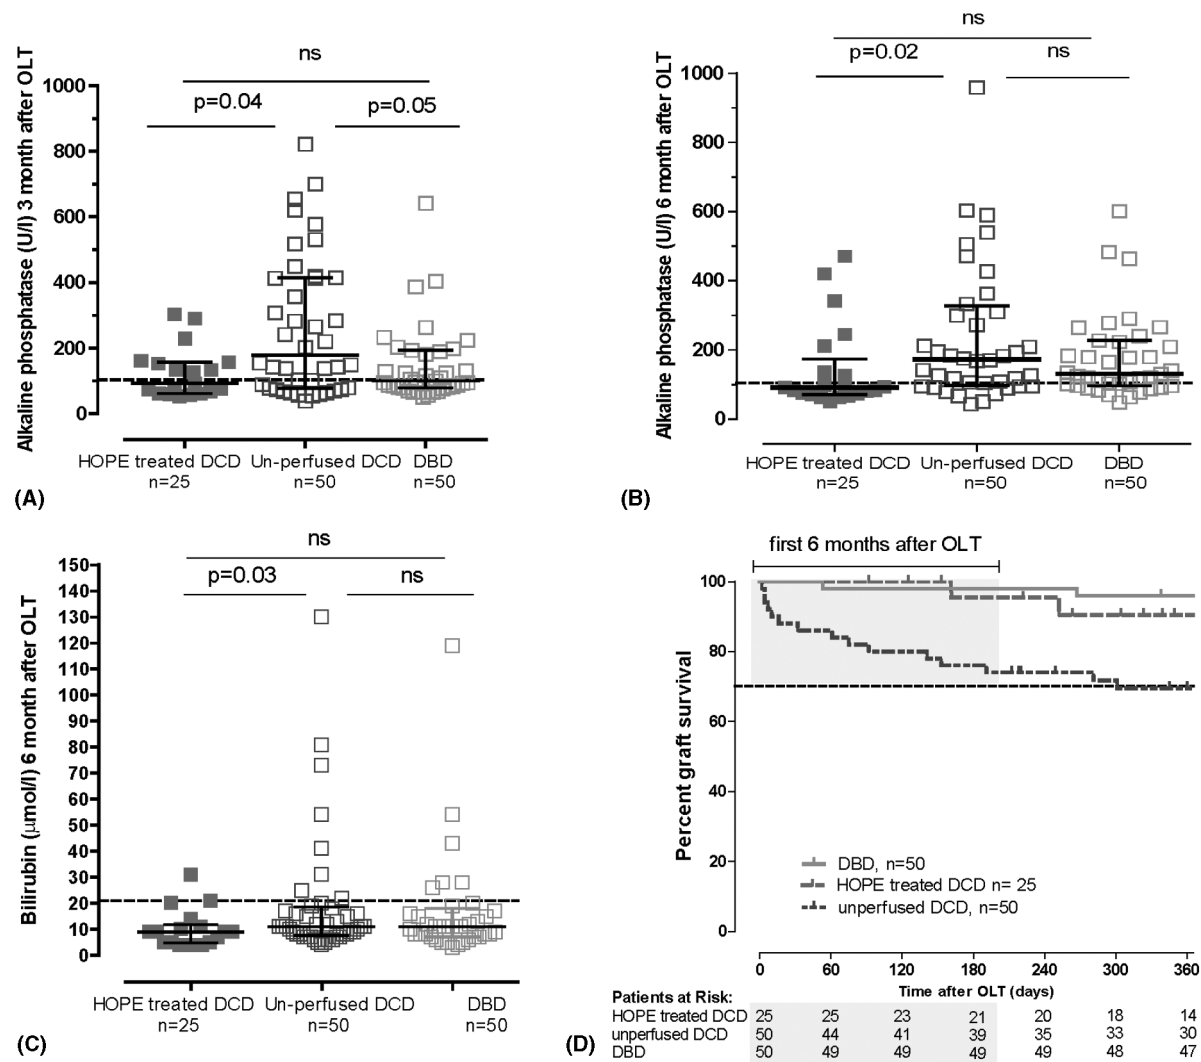 ns
p=0.04
p=0.05
Alkaline phosphatase (U/l) 3 month after OLT
1000
800
600
400
200
0
HOPE treated DCD
n=25
Un-perfused DCD
n=50
DBD
n=50
(A)
ns
p=0.02
ns
Alkaline phosphatase (U/l) 6 month after OLT
1000
800
600
400
200
0
HOPE treated DCD
n=25
Un-perfused DCD
n=50
DBD
n=50
(B)
ns
p=0.03
ns
Bilirubin (μmol/l) 6 month after OLT
150
140
130
120
110
100
90
80
70
60
50
40
30
20
10
0
HOPE treated DCD
n=25
Un-perfused DCD
n=50
DBD
n=50
(C)
first 6 months after OLT
Percent graft survival
100
80
60
40
20
0
DBD, n=50
HOPE treated DCD n= 25
unperfused DCD, n=50
0 60 120 180 240 300 360
Time after OLT (days)
Patients at Risk:
HOPE treated DCD 25 25 23 21 20 18 14
unperfused DCD 50 44 41 39 35 33 30
DBD 50 49 49 49 49 48 47
(D)